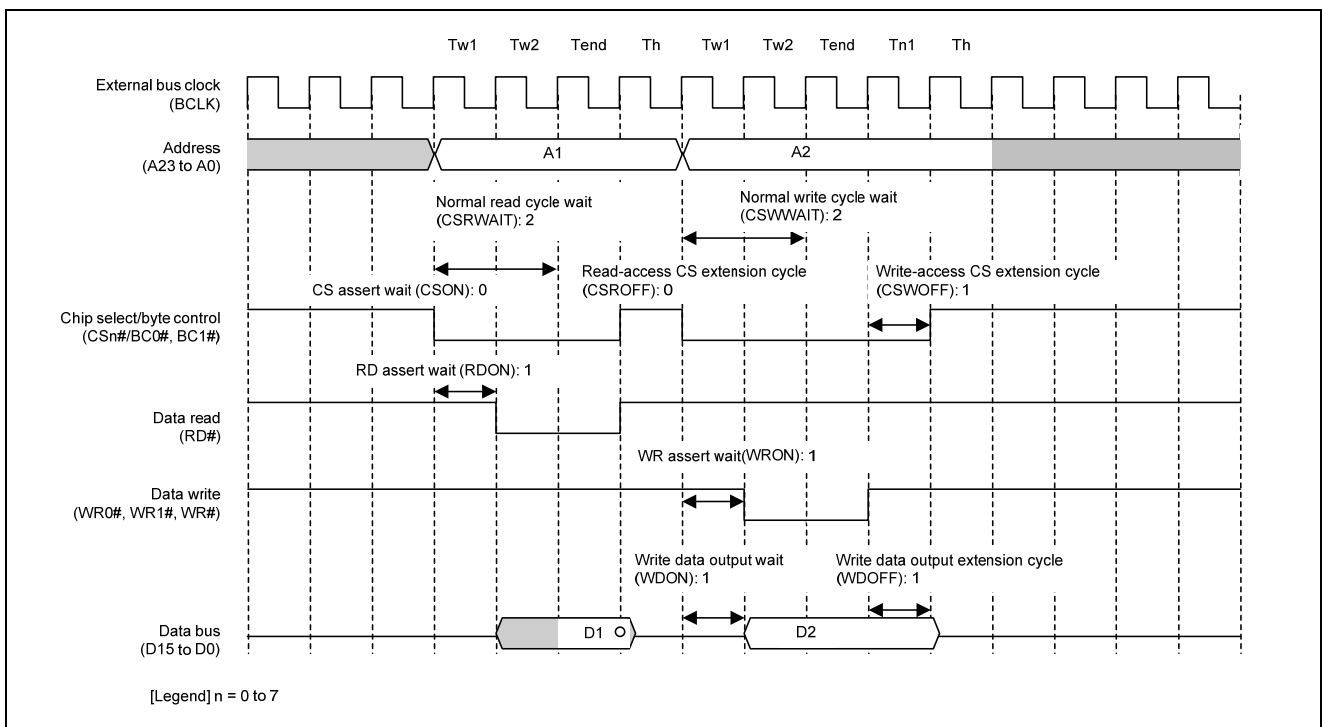 Tw1 Tw2 Tend Th Tw1 Tw2 Tend Tn1 Th
External bus clock
(BCLK)
Address
(A23 to A0)
A1
A2
Normal read cycle wait
(CSRWAIT): 2
Normal write cycle wait
(CSWWAIT): 2
CS assert wait (CSON): 0
Read-access CS extension cycle
(CSROFF): 0
Write-access CS extension cycle
(CSWOFF): 1
Chip select/byte control
(CSn#/BC0#, BC1#)
RD assert wait (RDON): 1
Data read
(RD#)
WR assert wait(WRON): 1
Data write
(WR0#, WR1#, WR#)
Write data output wait
(WDON): 1
Write data output extension cycle
(WDOFF): 1
Data bus
(D15 to D0)
D1
D2
[Legend] n = 0 to 7